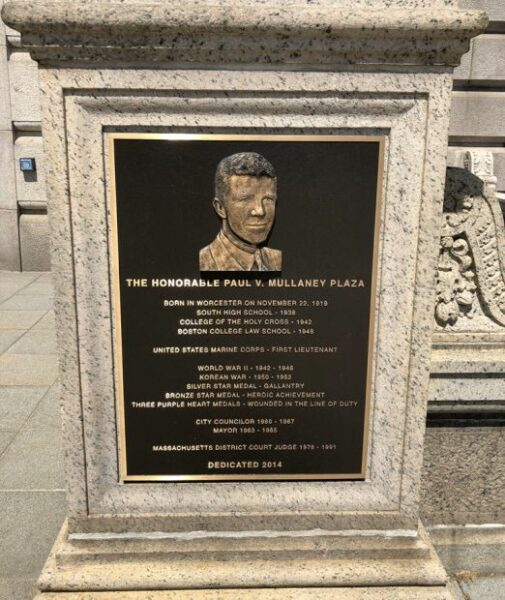 THE HONORABLE PAUL V. MULLANEY PLAZA
BORN IN WORCESTER ON NOVEMBER 22, 1919
SOUTH HIGH SCHOOL - 1938
COLLEGE OF THE HOLY CROSS - 1942
BOSTON COLLEGE LAW SCHOOL - 1948
UNITED STATES MARINE CORPS - FIRST LIEUTENANT
WORLD WAR II - 1942 - 1946
KOREAN WAR - 1950 - 1953
SILVER STAR MEDAL - GALLANTRY
BRONZE STAR MEDAL - HEROIC ACHIEVEMENT
THREE PURPLE HEART MEDALS - WOUNDED IN THE LINE OF DUTY
CITY COUNCILOR 1960 - 1967
MAYOR 1963 - 1965
MASSACHUSETTS DISTRICT COURT JUDGE 1978 - 1991
DEDICATED 2014